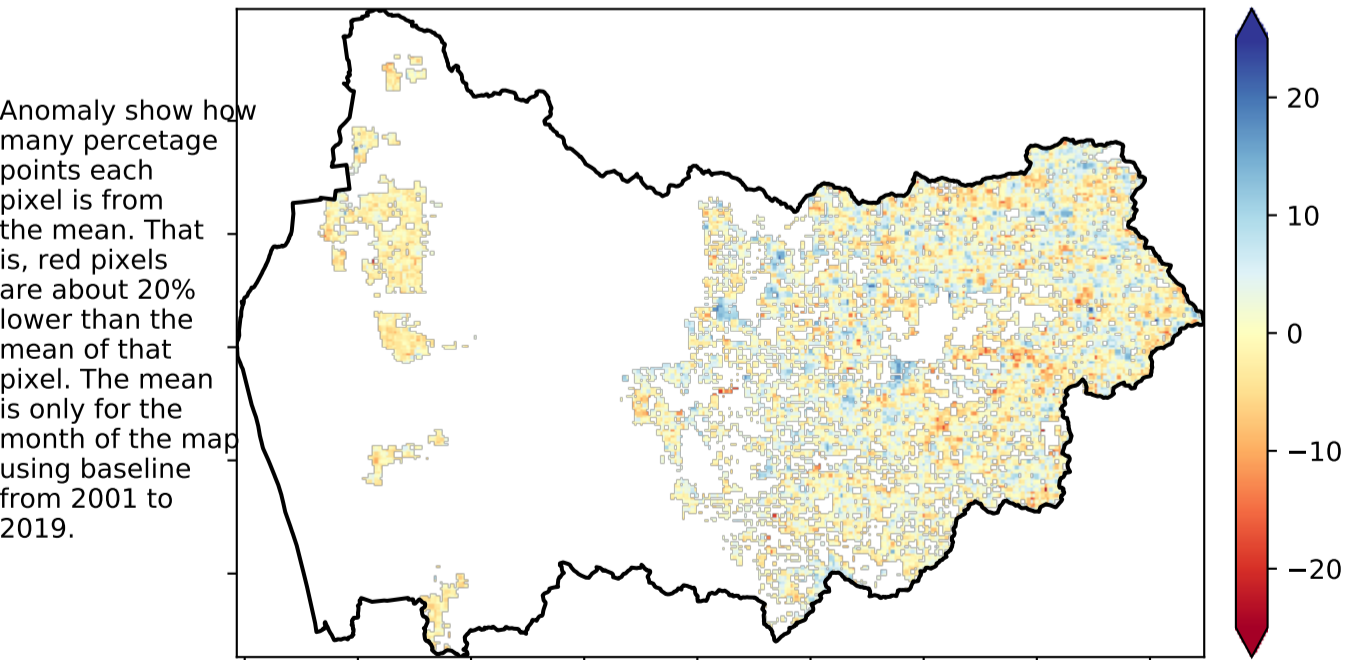 Anomaly show how
many percetage
points each
pixel is from
the mean. That
is, red pixels
are about 20%
lower than the
mean of that
pixel. The mean
is only for the
month of the map
using baseline
from 2001 to
2019.
20
10
0
−10
−20